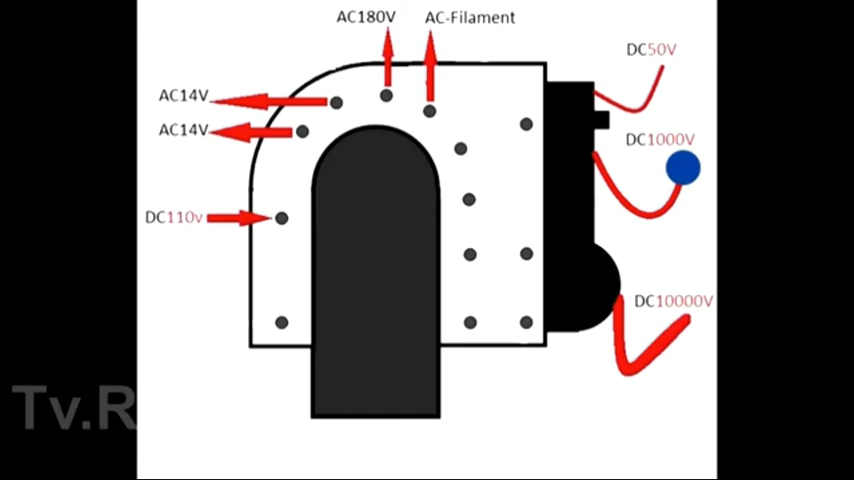 AC180V
AC-Filament
DC50V
AC14V
AC14V
DC1000V
DC110v
DC10000V
Tv.R